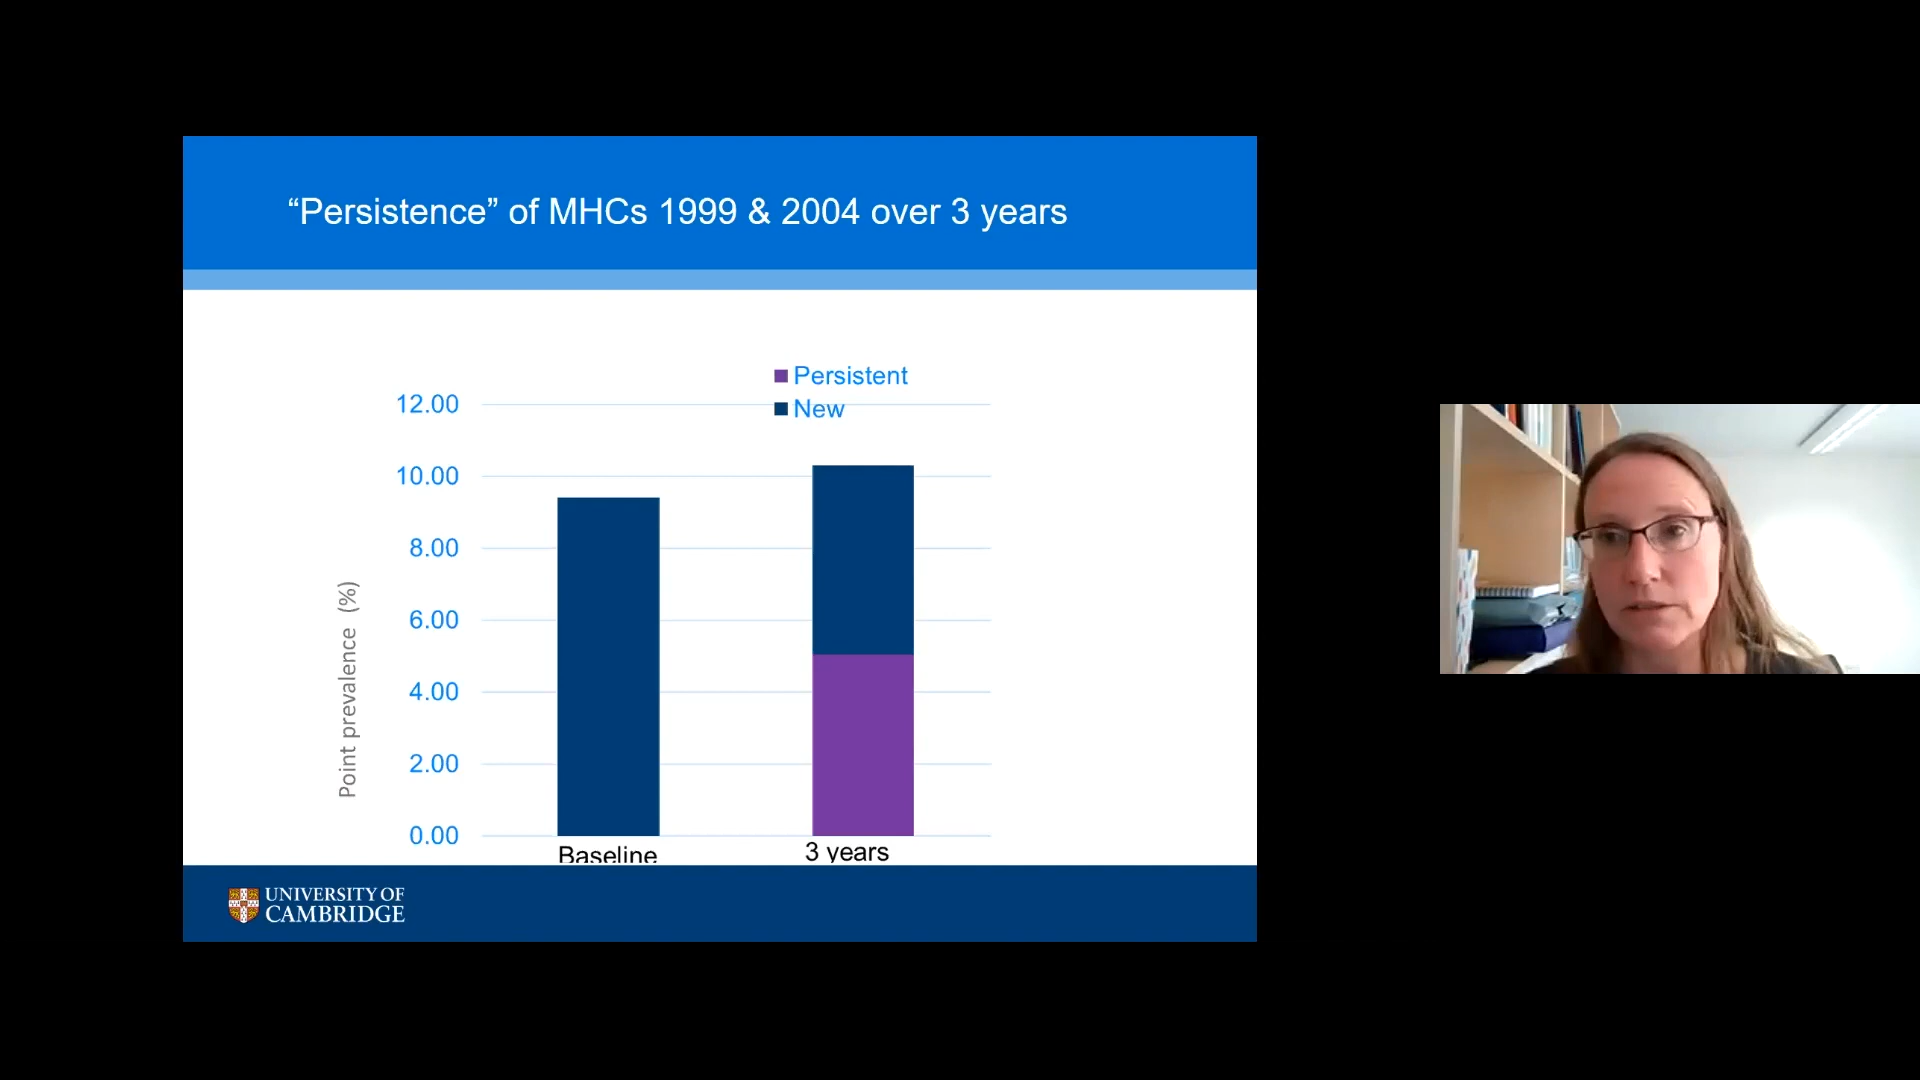 “Persistence” of MHCs 1999 & 2004 over 3 years
Persistent
New
12.00
10.00
8.00
6.00
4.00
2.00
0.00
Point prevalence (%)
Baseline
3 years
UNIVERSITY OF
CAMBRIDGE